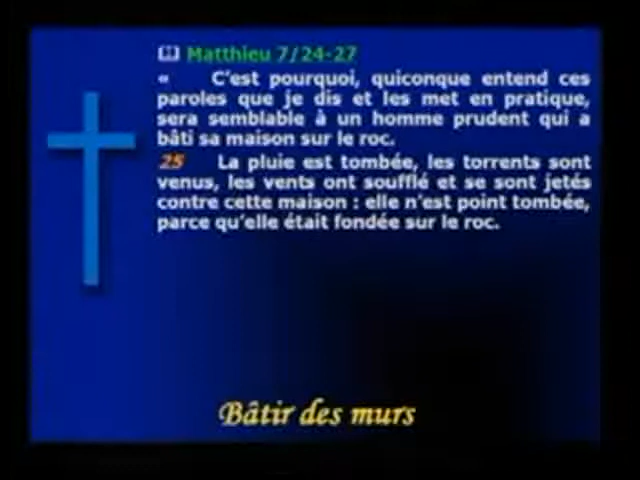 Matthieu 7/24-27
« C'est pourquoi, quiconque entend ces
paroles que je dis et les met en pratique,
sera semblable à un homme prudent qui a
bâti sa maison sur le roc.
25 La pluie est tombée, les torrents sont
venus, les vents ont soufflé et se sont jetés
contre cette maison : elle n'est point tombée,
parce qu'elle était fondée sur le roc.
Bâtir des murs